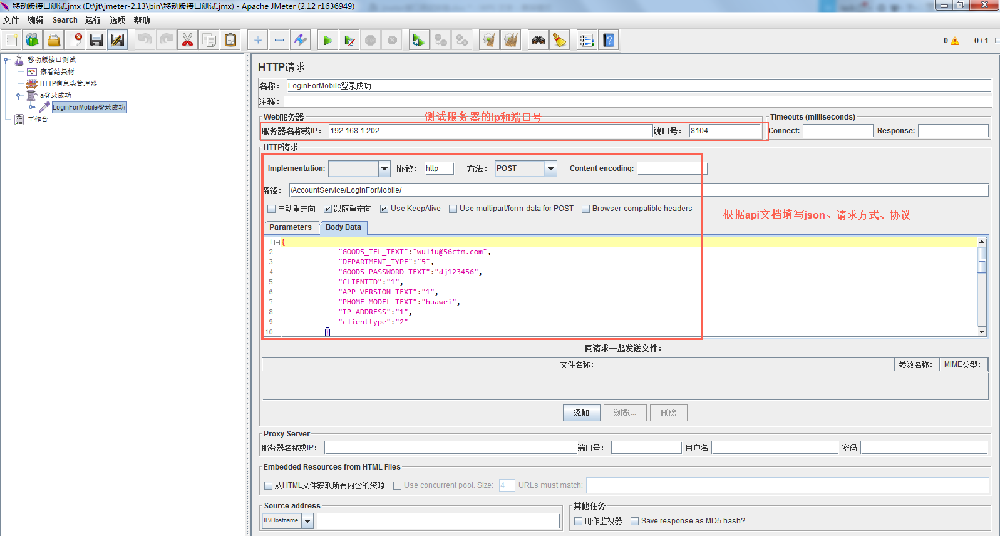 移动版接口测试.jmx (D:\jt\jmeter-2.13\bin\移动版接口测试.jmx) - Apache JMeter (2.12 r1636949)
文件 编辑 Search 运行 选项 帮助
0 0 / 1
移动版接口测试
察看结果树
HTTP信息头管理器
a登录成功
LoginForMobile登录成功
工作台
HTTP请求
名称： LoginForMobile登录成功
注释：
Web服务器
测试服务器的ip和端口号
Timeouts (milliseconds)
服务器名称或IP： 192.168.1.202 端口号： 8104 Connect: Response:
HTTP请求
Implementation: 协议： http 方法： POST Content encoding:
路径： /AccountService/LoginForMobile/
自动重定向 跟随重定向 Use KeepAlive Use multipart/form-data for POST Browser-compatible headers
根据api文档填写json、请求方式、协议
Parameters Body Data
1 {
2 "GOODS_TEL_TEXT":"wuliu@56ctm.com",
3 "DEPARTMENT_TYPE":"5",
4 "GOODS_PASSWORD_TEXT":"dj123456",
5 "CLIENTID":"1",
6 "APP_VERSION_TEXT":"1",
7 "PHOME_MODEL_TEXT":"huawei",
8 "IP_ADDRESS":"1",
9 "clienttype":"2"
10 }
同请求一起发送文件：
文件名称： 参数名称： MIME类型：
添加 浏览... 删除
Proxy Server
服务器名称或IP： 端口号： 用户名 密码
Embedded Resources from HTML Files
从HTML文件获取所有内含的资源 Use concurrent pool. Size: 4 URLs must match:
Source address
其他任务
IP/Hostname
用作监视器 Save response as MD5 hash?